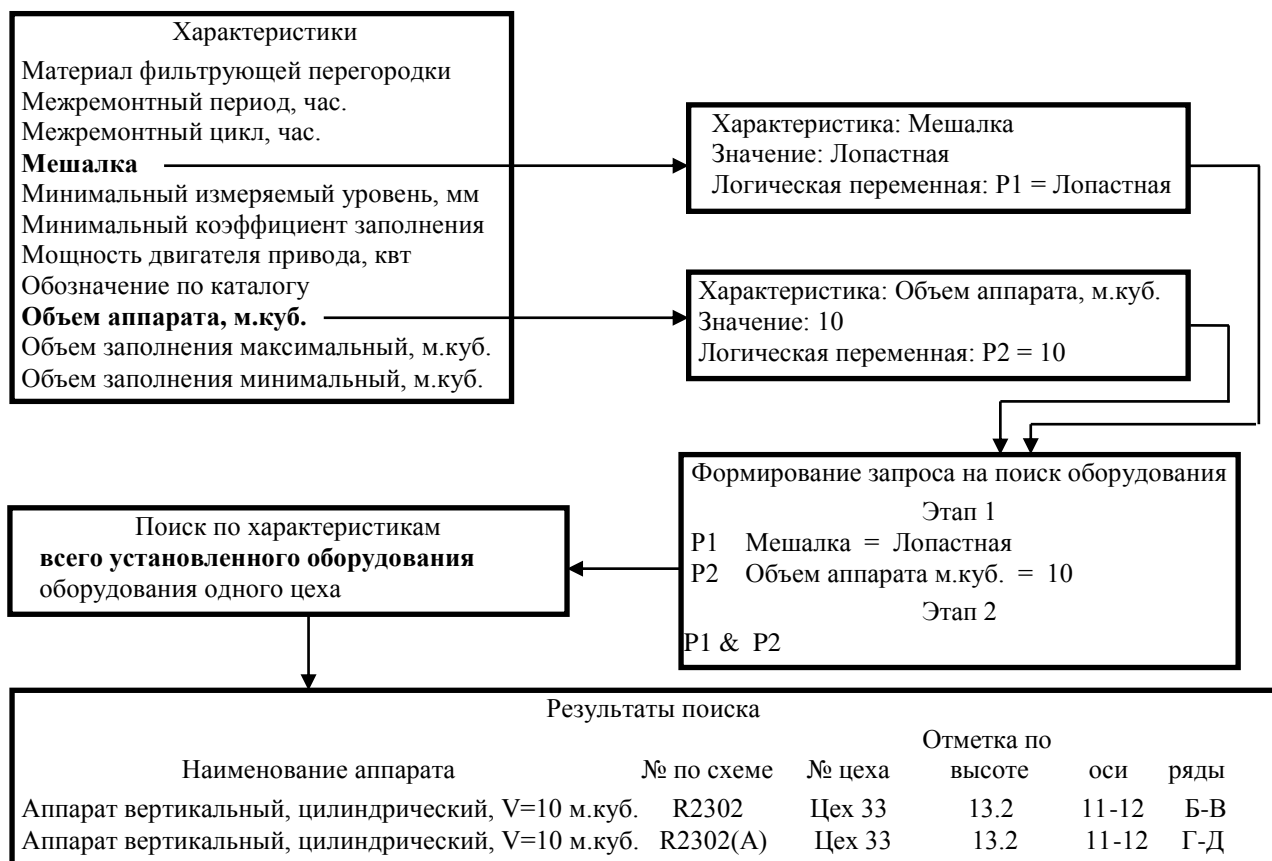 Характеристики
Материал фильтрующей перегородки
Межремонтный период, час.
Межремонтный цикл, час.
Мешалка
Минимальный измеряемый уровень, мм
Минимальный коэффициент заполнения
Мощность двигателя привода, квт
Обозначение по каталогу
Объем аппарата, м.куб.
Объем заполнения максимальный, м.куб.
Объем заполнения минимальный, м.куб.
Характеристика: Мешалка
Значение: Лопастная
Логическая переменная: P1 = Лопастная
Характеристика: Объем аппарата, м.куб.
Значение: 10
Логическая переменная: P2 = 10
Формирование запроса на поиск оборудования
Этап 1
P1 Мешалка = Лопастная
P2 Объем аппарата м.куб. = 10
Этап 2
P1 & P2
Поиск по характеристикам
всего установленного оборудования
оборудования одного цеха
Результаты поиска
Отметка по
Наименование аппарата № по схеме № цеха высоте оси ряды
Аппарат вертикальный, цилиндрический, V=10 м.куб. R2302 Цех 33 13.2 11-12 Б-В
Аппарат вертикальный, цилиндрический, V=10 м.куб. R2302(A) Цех 33 13.2 11-12 Г-Д